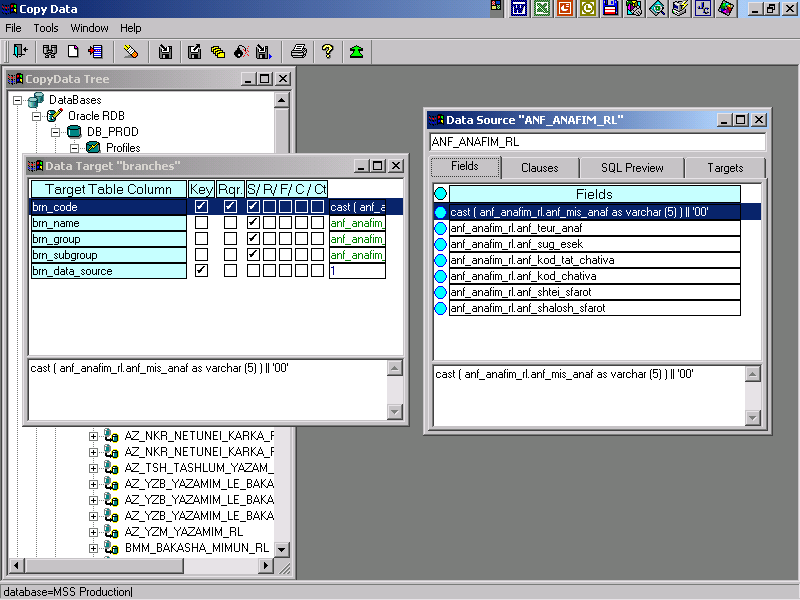 Copy Data
File Tools Window Help
CopyData Tree
DataBases
Oracle RDB
DB_PROD
Profiles
Data Target "branches"
Target Table Column Key Rqr. S/ R/ F/ C / Ct
brn_code cast ( anf_a
brn_name anf_anafim_
brn_group anf_anafim_
brn_subgroup anf_anafim_
brn_data_source 1
cast ( anf_anafim_rl.anf_mis_anaf as varchar (5) ) || '00'
AZ_NKR_NETUNEI_KARKA_F
AZ_NKR_NETUNEI_KARKA_F
AZ_TSH_TASHLUM_YAZAM_
AZ_YZB_YAZAMIM_LE_BAKA
AZ_YZB_YAZAMIM_LE_BAKA
AZ_YZB_YAZAMIM_LE_BAKA
AZ_YZM_YAZAMIM_RL
BMM_BAKASHA_MIMUN_RL
Data Source "ANF_ANAFIM_RL"
ANF_ANAFIM_RL
Fields Clauses SQL Preview Targets
Fields
cast ( anf_anafim_rl.anf_mis_anaf as varchar (5) ) || '00'
anf_anafim_rl.anf_teur_anaf
anf_anafim_rl.anf_sug_esek
anf_anafim_rl.anf_kod_tat_chativa
anf_anafim_rl.anf_kod_chativa
anf_anafim_rl.anf_shtei_sfarot
anf_anafim_rl.anf_shalosh_sfarot
cast ( anf_anafim_rl.anf_mis_anaf as varchar (5) ) || '00'
database=MSS Production|